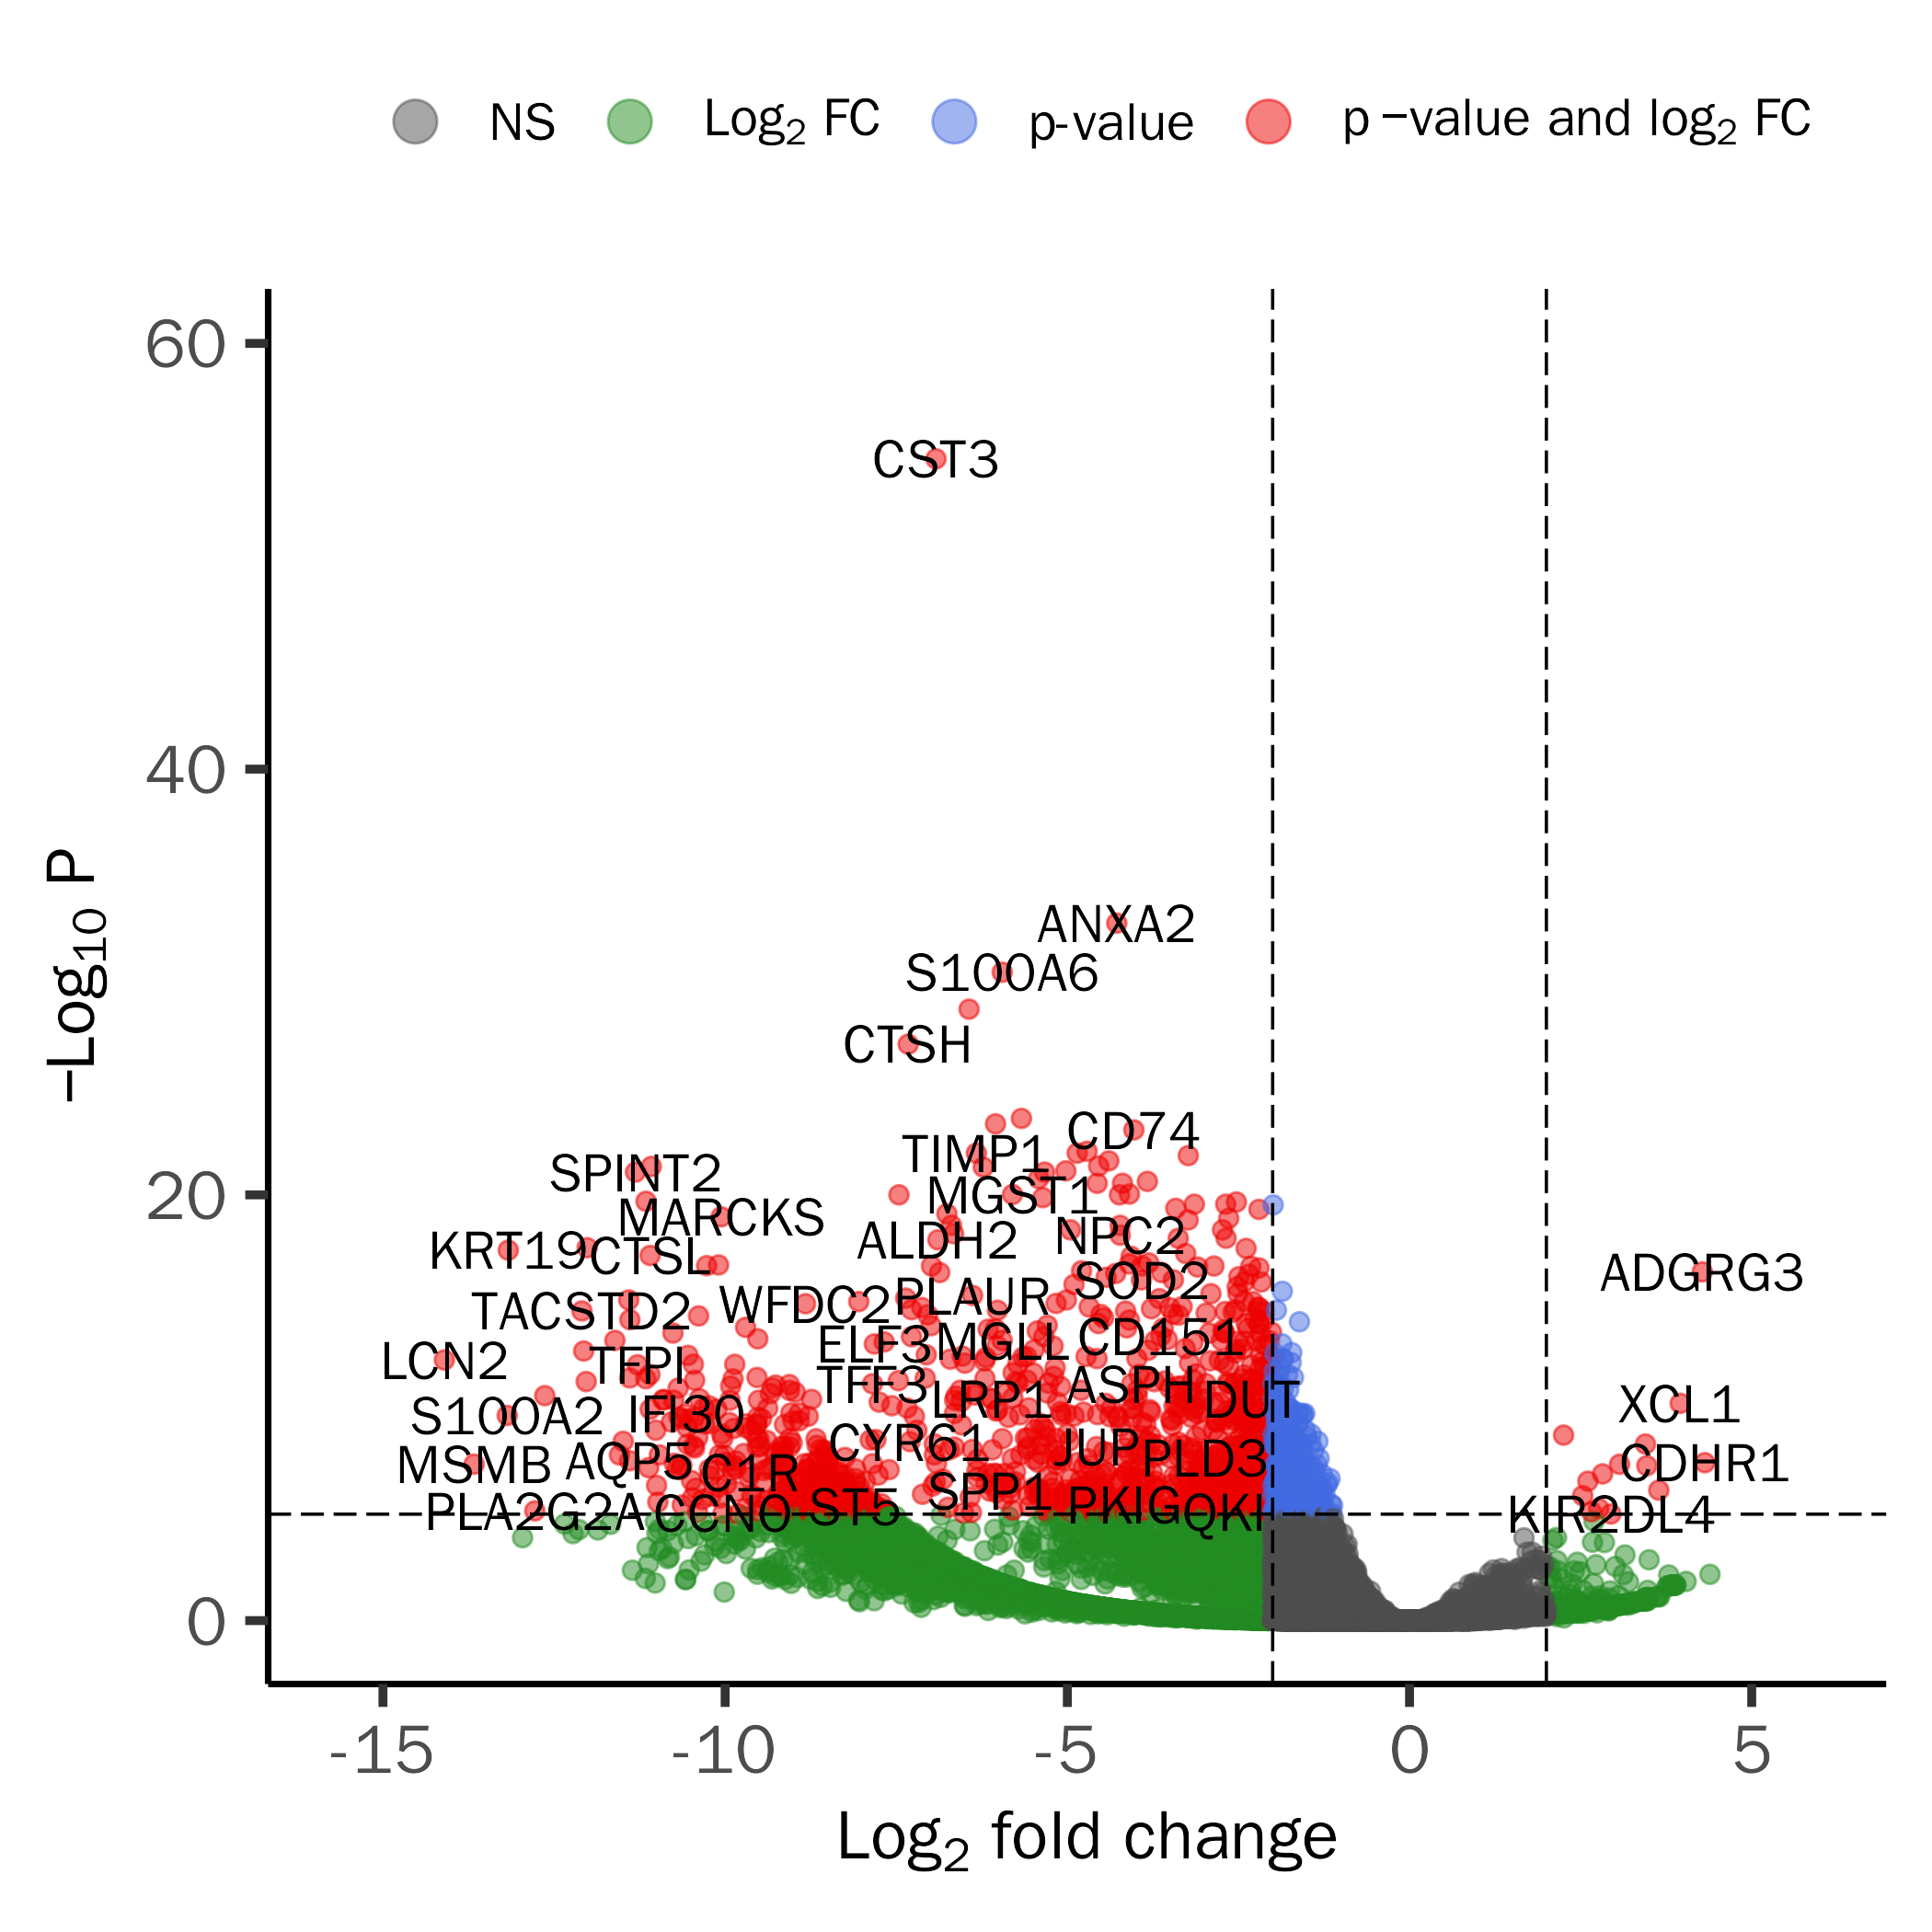 NS Log2 FC p-value p −value and log2 FC
60
CST3
40
−Log10 P
ANXA2
S100A6
CTSH
CD74
TIMP1
SPINT2
20
MGST1
MARCKS
NPC2
ALDH2
KRT19 CTSL
ADGRG3
SOD2
PLAUR
WFDC2
TACSTD2
CD151
MGLL
ELF3
LCN2
TFPI
TFF3 ASPH
LRP1 DUT
XCL1
S100A2 IFI30
CYR61
JUP PLD3
MSMB AQP5
CDHR1
C1R
SPP1
PKIG QKI
ST5
PLA2G2A CCNO
KIR2DL4
0
-15 -10 -5 0 5
Log2 fold change